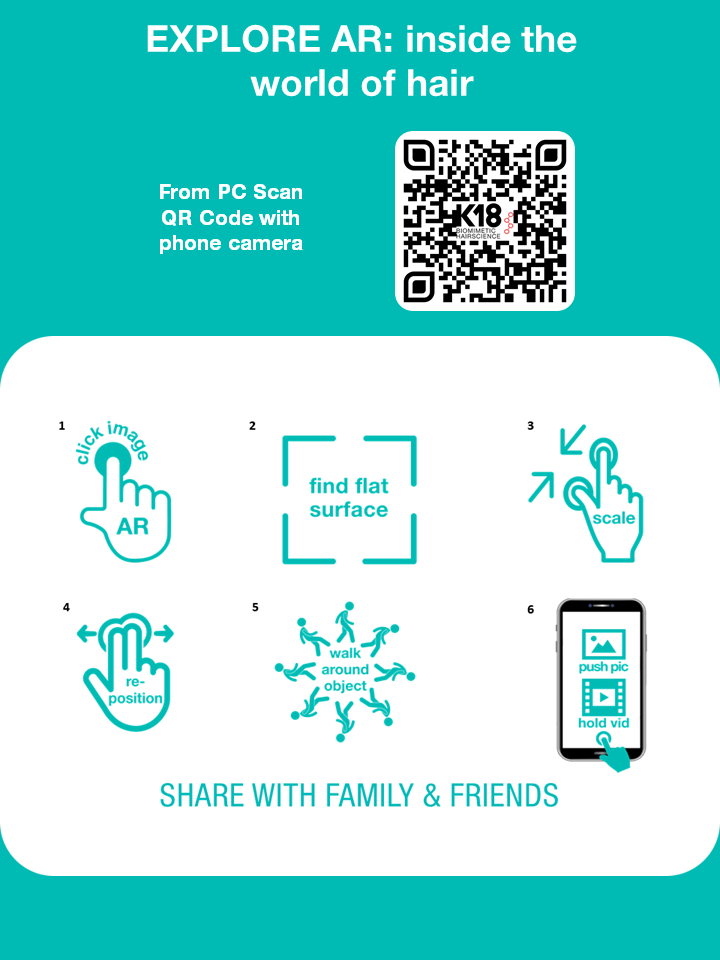 EXPLORE AR: inside the
world of hair
From PC Scan
QR Code with
phone camera
K18
BIOMIMETIC
HAIRSCIENCE
1
click image
AR
2
find flat
surface
3
scale
4
re-
position
5
walk
around
object
6
push pic
hold vid
SHARE WITH FAMILY & FRIENDS